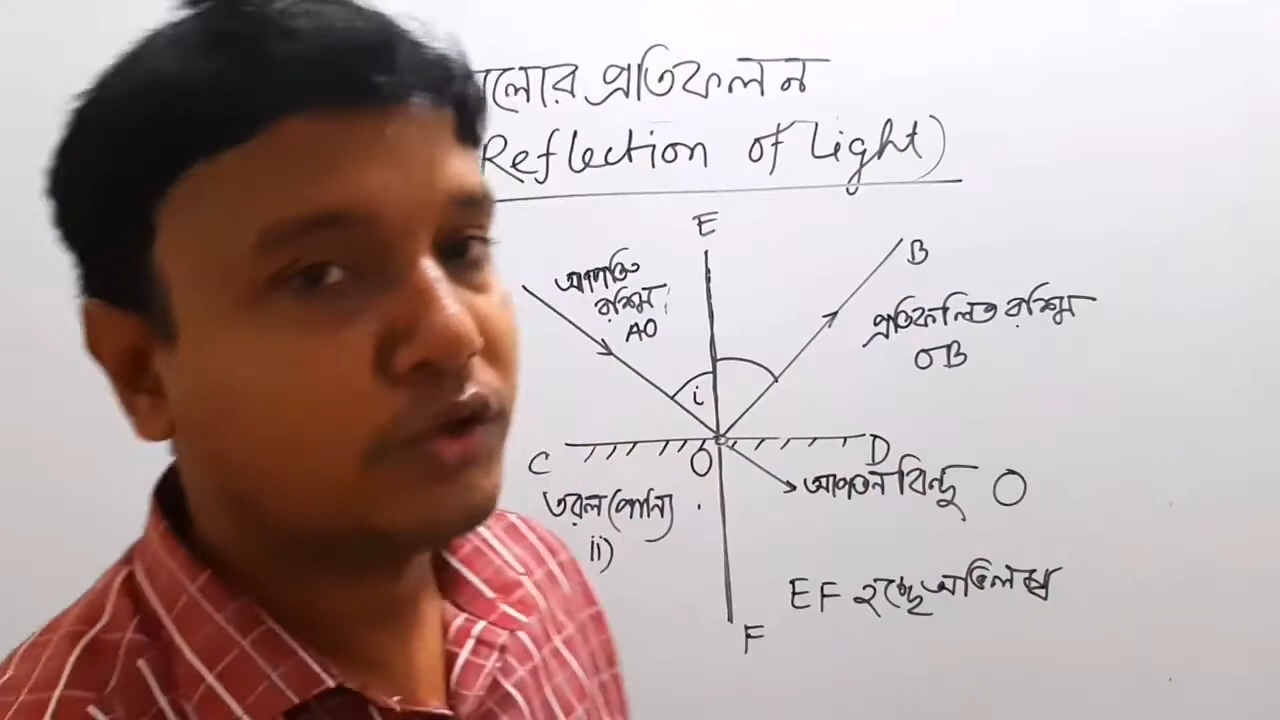 লোর প্রতিফলন
Reflection of Light)
E
B
আপতিত
রশ্মি
AO
প্রতিফলিত রশ্মি
OB
i
C
O
D
আপতন বিন্দু O
তরল (পানি)
ii)
EF হচ্ছে অভিলম্ব
F